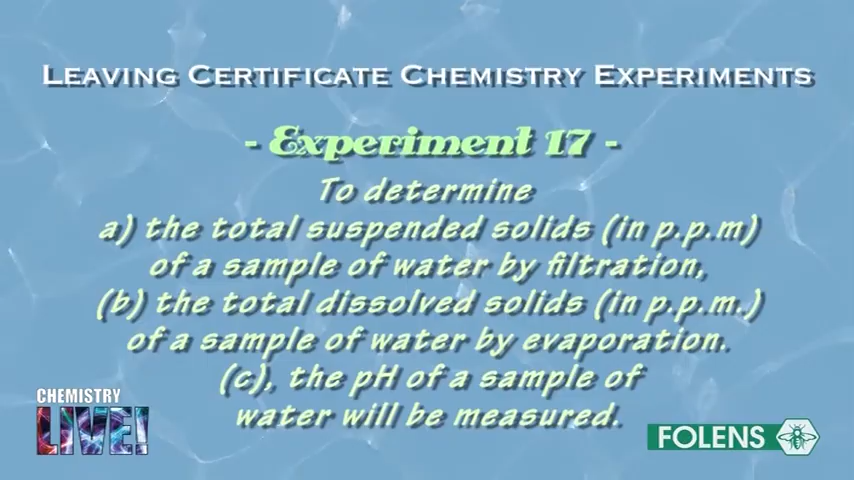 LEAVING CERTIFICATE CHEMISTRY EXPERIMENTS
- Experiment 17 -
To determine
a) the total suspended solids (in p.p.m)
of a sample of water by filtration,
(b) the total dissolved solids (in p.p.m.)
of a sample of water by evaporation.
(c), the pH of a sample of
water will be measured.
CHEMISTRY
LIVE!
FOLENS